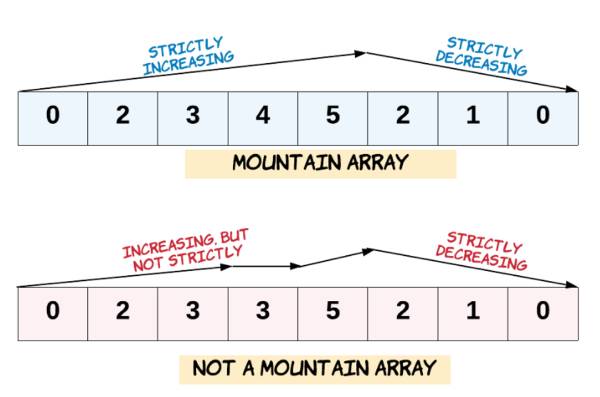 STRICTLY
INCREASING
STRICTLY
DECREASING
0 2 3 4 5 2 1 0
MOUNTAIN ARRAY
INCREASING, BUT
NOT STRICTLY
STRICTLY
DECREASING
0 2 3 3 5 2 1 0
NOT A MOUNTAIN ARRAY